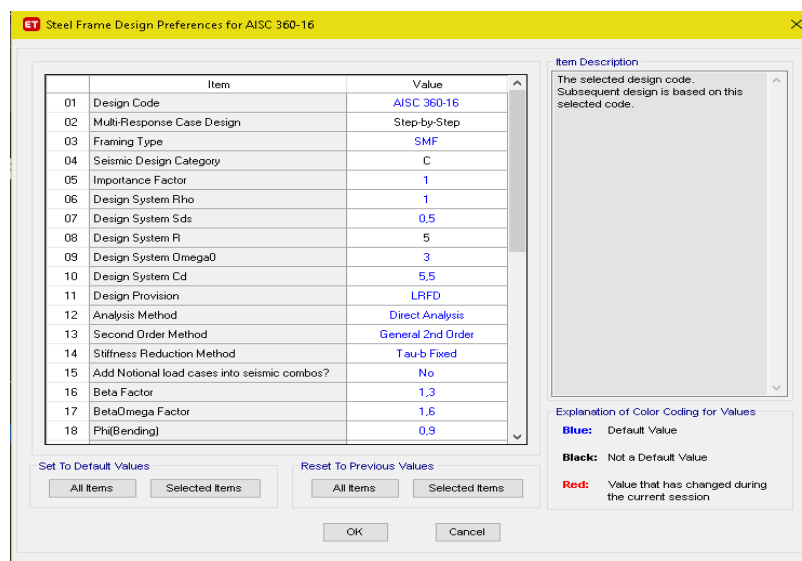 ET Steel Frame Design Preferences for AISC 360-16
Item Value
01 Design Code AISC 360-16
02 Multi-Response Case Design Step-by-Step
03 Framing Type SMF
04 Seismic Design Category C
05 Importance Factor 1
06 Design System Rho 1
07 Design System Sds 0,5
08 Design System R 5
09 Design System Omega0 3
10 Design System Cd 5,5
11 Design Provision LRFD
12 Analysis Method Direct Analysis
13 Second Order Method General 2nd Order
14 Stiffness Reduction Method Tau-b Fixed
15 Add Notional load cases into seismic combos? No
16 Beta Factor 1,3
17 BetaOmega Factor 1,6
18 Phi(Bending) 0,9
Set To Default Values
All Items Selected Items
Reset To Previous Values
All Items Selected Items
Item Description
The selected design code.
Subsequent design is based on this
selected code.
Explanation of Color Coding for Values
Blue: Default Value
Black: Not a Default Value
Red: Value that has changed during
the current session
OK Cancel